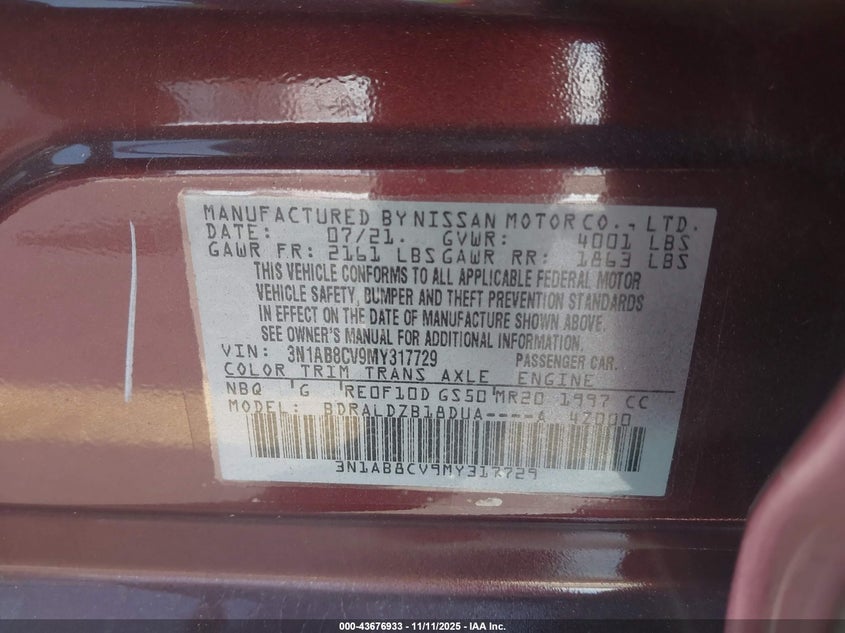 MANUFACTURED BY NISSAN MOTOR CO., LTD.
DATE: 07/21. GVWR: 4001 LBS
GAWR FR: 2161 LBS GAWR RR: 1863 LBS
THIS VEHICLE CONFORMS TO ALL APPLICABLE FEDERAL MOTOR
VEHICLE SAFETY, BUMPER AND THEFT PREVENTION STANDARDS
IN EFFECT ON THE DATE OF MANUFACTURE SHOWN ABOVE.
SEE OWNER'S MANUAL FOR ADDITIONAL INFORMATION.
VIN: 3N1AB8CV9MY317729 PASSENGER CAR.
COLOR TRIM TRANS AXLE ENGINE
NBQ G RE0F10D GS50 MR20 1997 CC
MODEL: BDRALDZB18DUA----A 4Z000
3N1AB8CV9MY317729
000-43676933 - 11/11/2025 - IAA Inc.